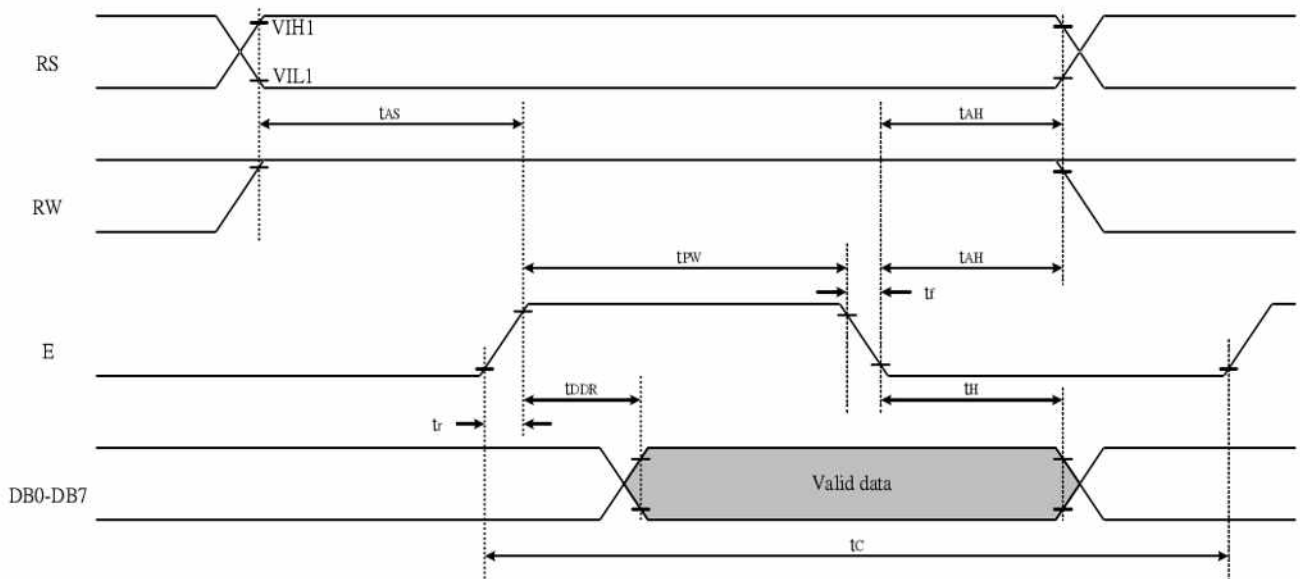 VIH1
RS
VIL1
tAS
tAH
RW
tPW
tAH
tf
E
tDDR
tH
tr
DB0-DB7
Valid data
tC